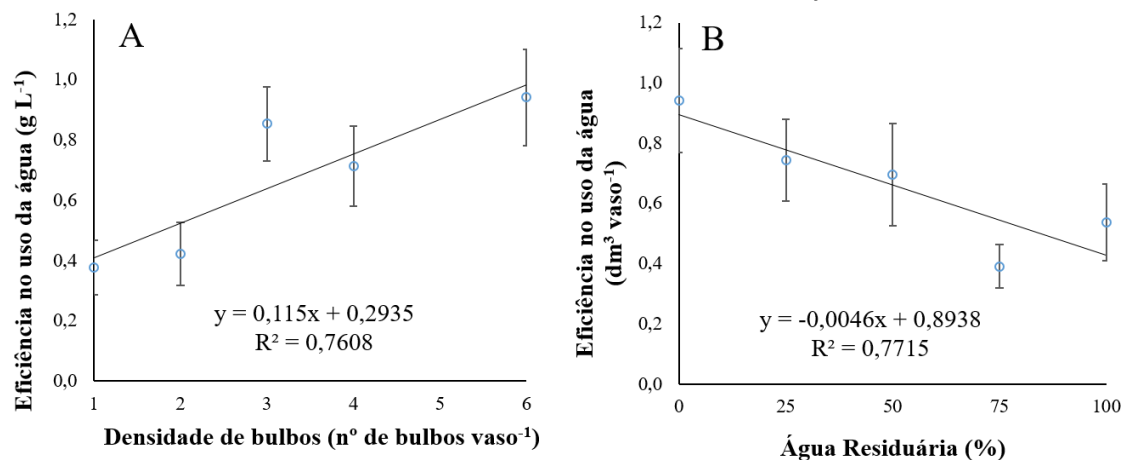 A
Eficiência no uso da água (g L⁻¹)
1,2
1,0
0,8
0,6
0,4
0,2
0,0
y = 0,115x + 0,2935
R² = 0,7608
1 2 3 4 5 6
Densidade de bulbos (nº de bulbos vaso⁻¹)
B
Eficiência no uso da água
(dm³ vaso⁻¹)
1,2
1,0
0,8
0,6
0,4
0,2
0,0
y = -0,0046x + 0,8938
R² = 0,7715
0 25 50 75 100
Água Residuária (%)